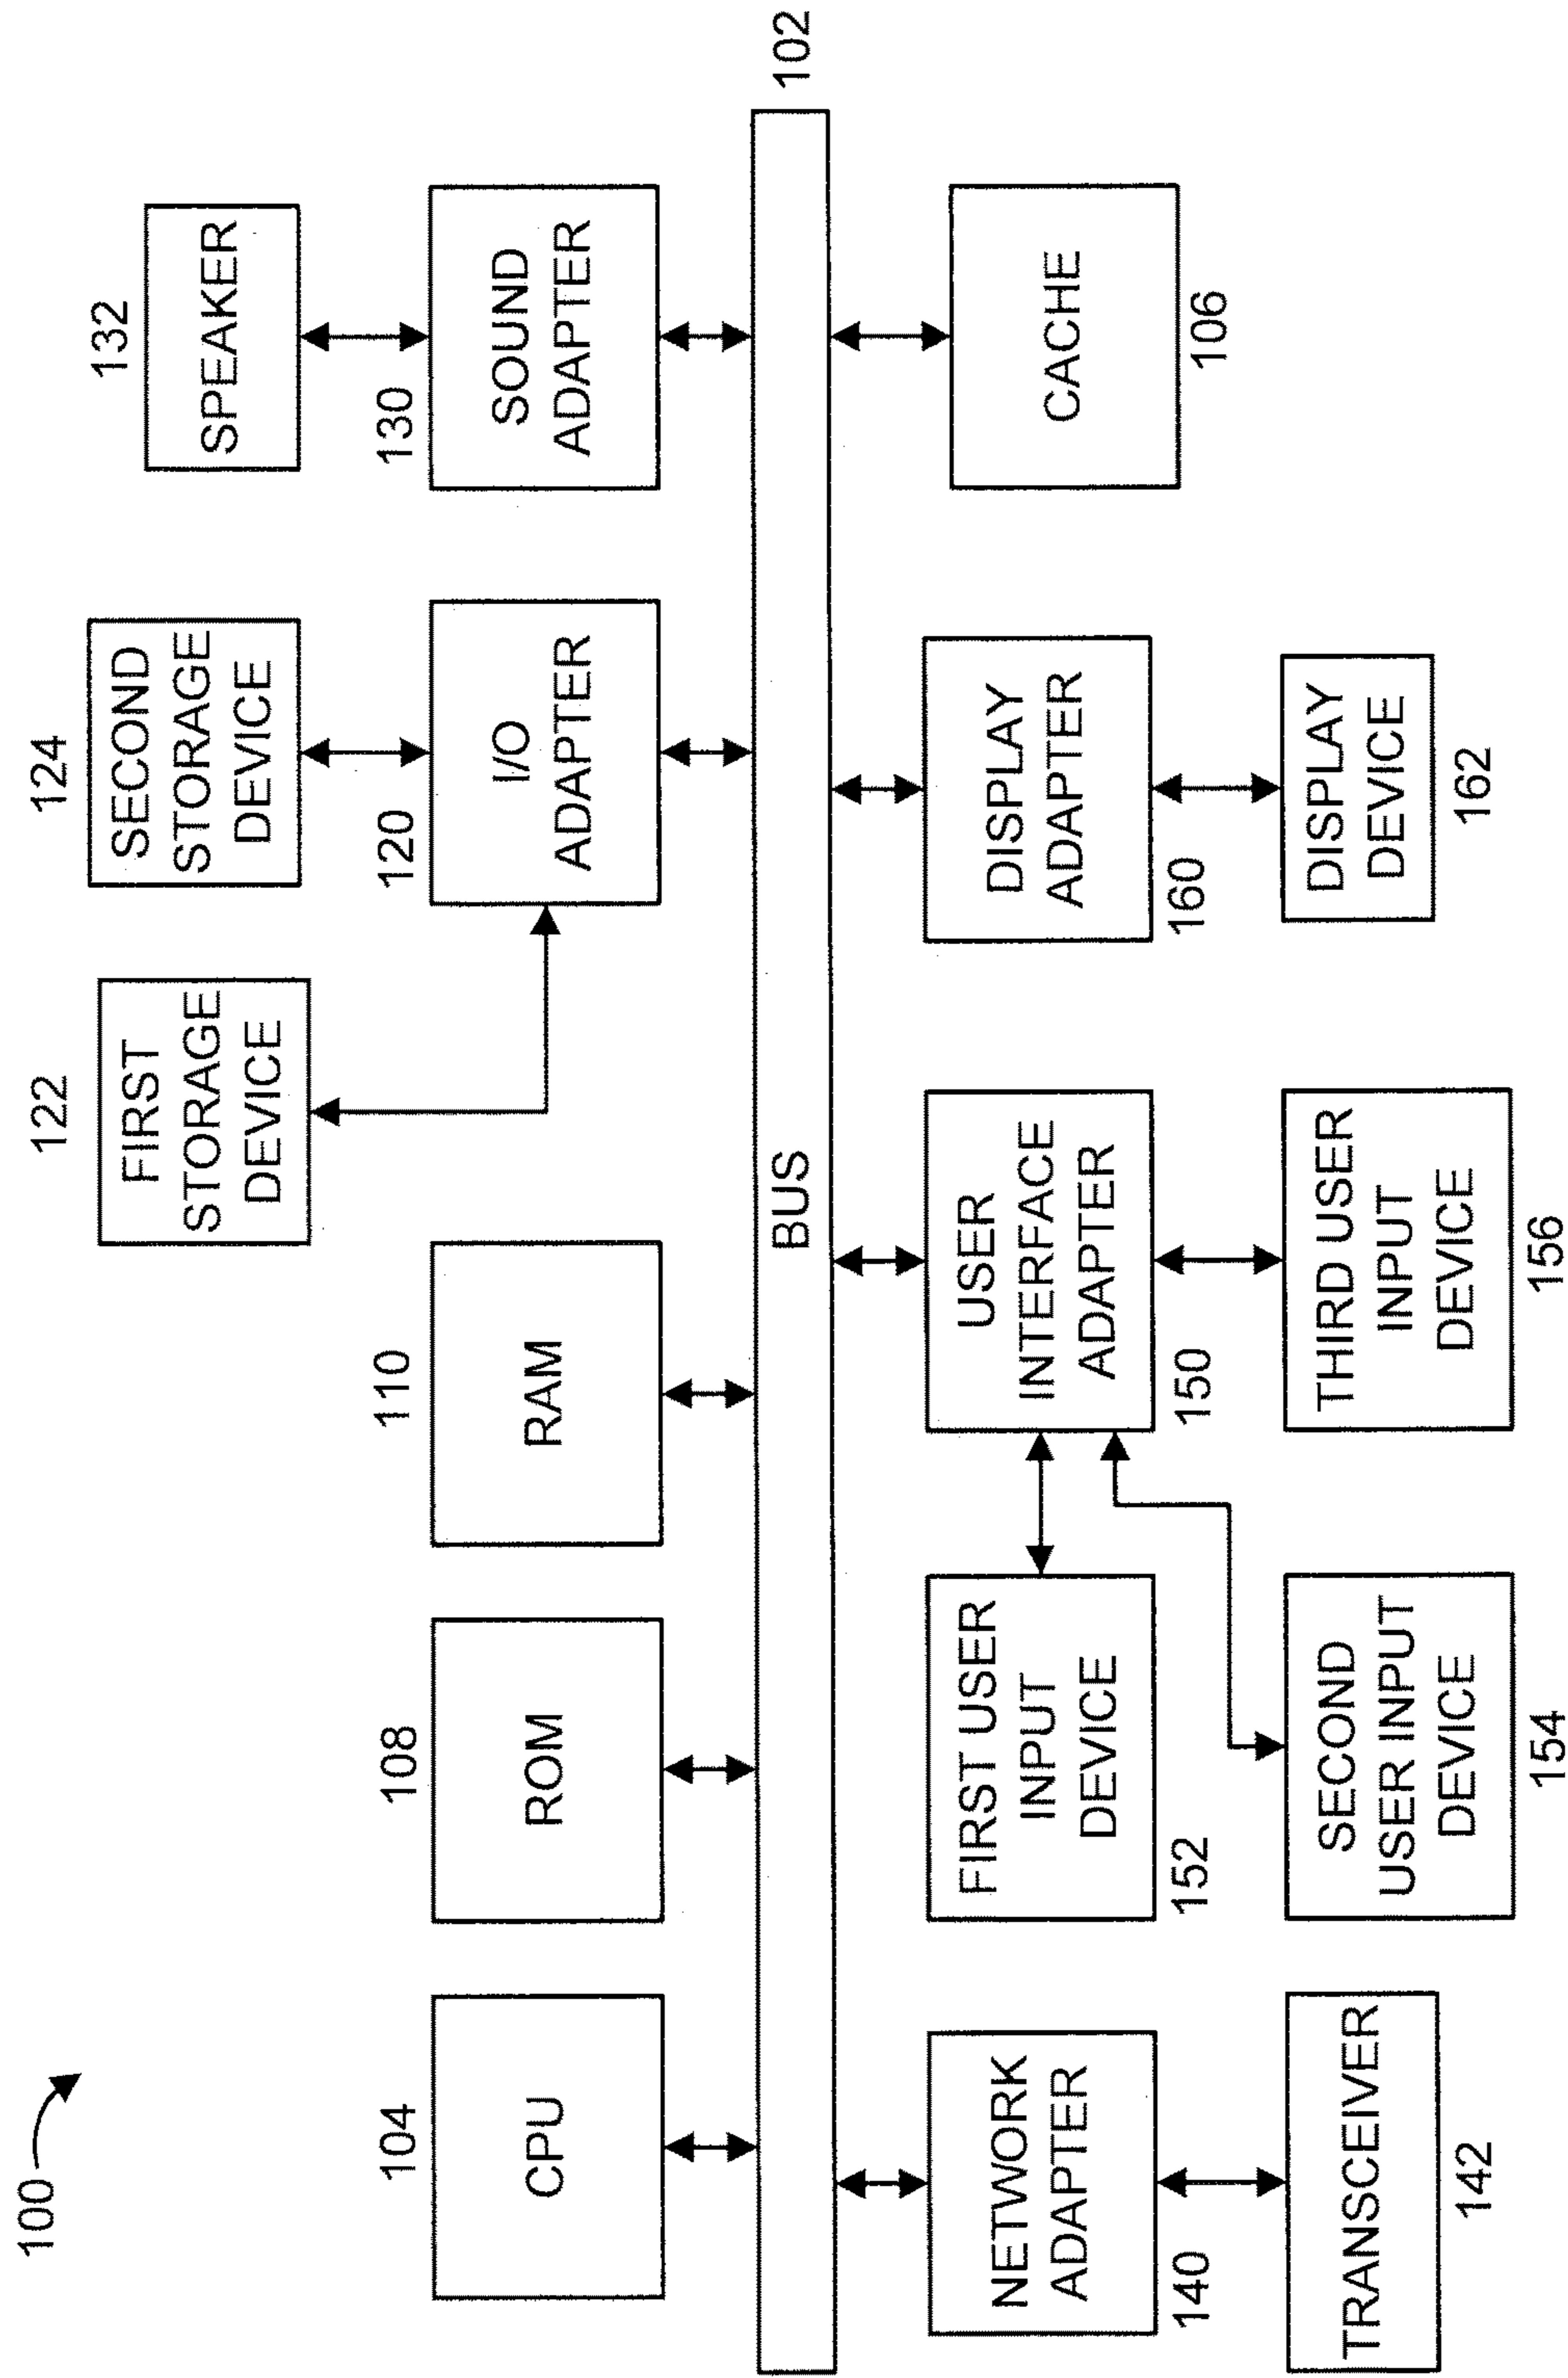 100
122
FIRST
STORAGE
DEVICE
124
SECOND
STORAGE
DEVICE
132
SPEAKER
104
CPU
108
ROM
110
RAM
120
I/O
ADAPTER
130
SOUND
ADAPTER
BUS
102
NETWORK
ADAPTER
140
FIRST USER
INPUT
DEVICE
152
USER
INTERFACE
ADAPTER
150
DISPLAY
ADAPTER
160
CACHE
106
TRANSCEIVER
142
SECOND
USER INPUT
DEVICE
154
THIRD USER
INPUT
DEVICE
156
DISPLAY
DEVICE
162